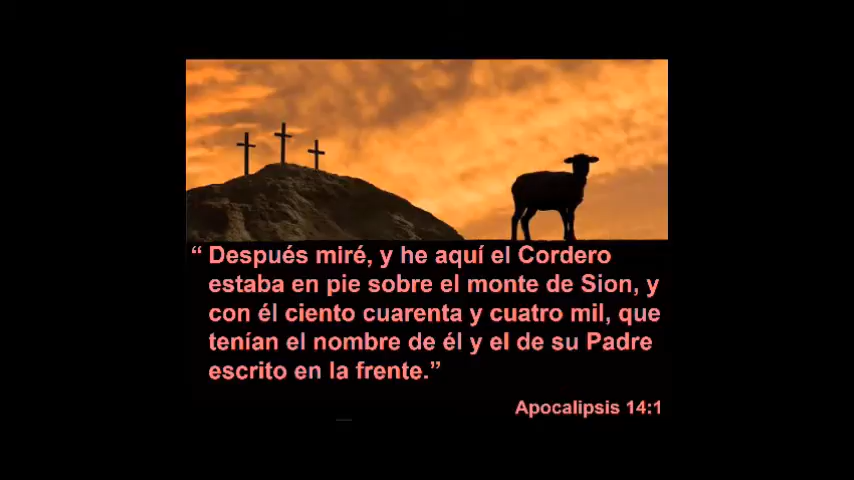 “ Después miré, y he aquí el Cordero
estaba en pie sobre el monte de Sion, y
con él ciento cuarenta y cuatro mil, que
tenían el nombre de él y el de su Padre
escrito en la frente.”
Apocalipsis 14:1